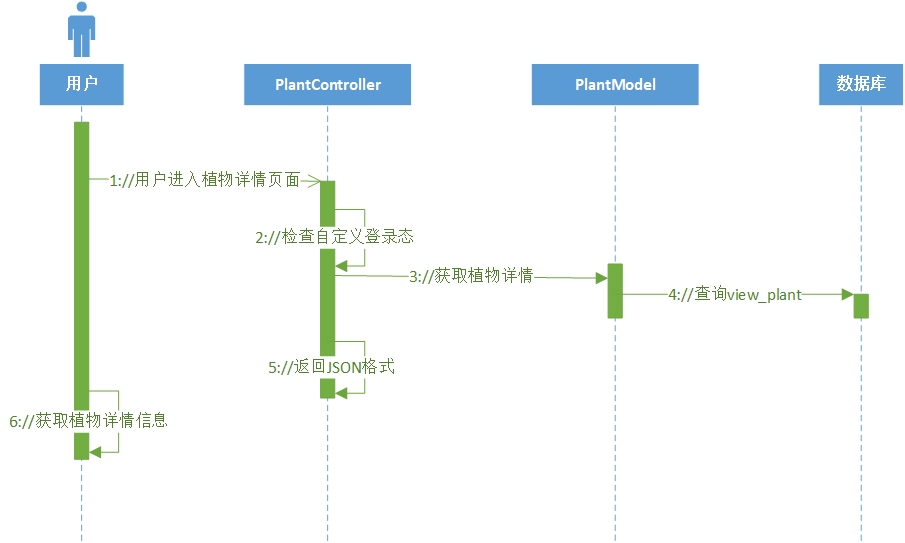 用户
PlantController
PlantModel
数据库
1://用户进入植物详情页面
2://检查自定义登录态
3://获取植物详情
4://查询view_plant
5://返回JSON格式
6://获取植物详情信息